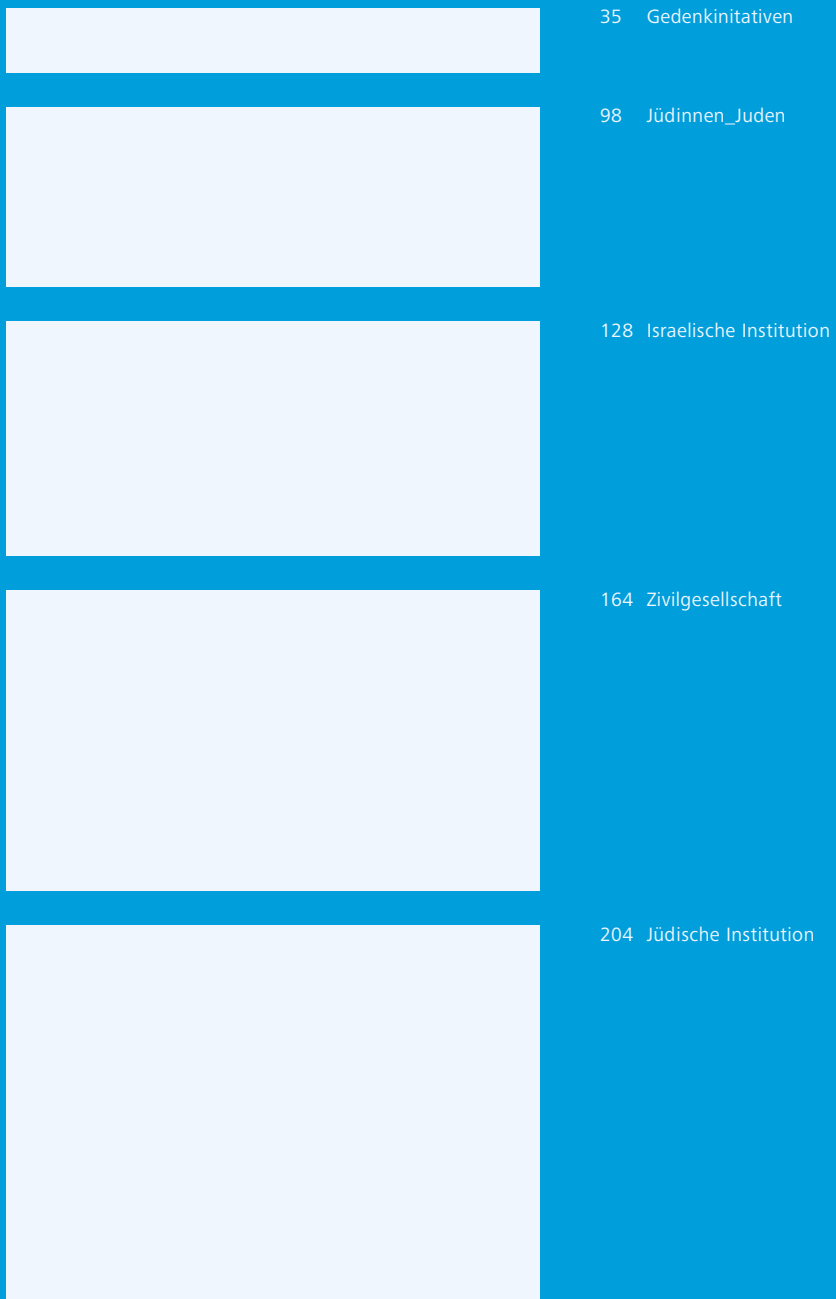 35 Gedenkinitativen
98 Jüdinnen_Juden
128 Israelische Institution
164 Zivilgesellschaft
204 Jüdische Institution